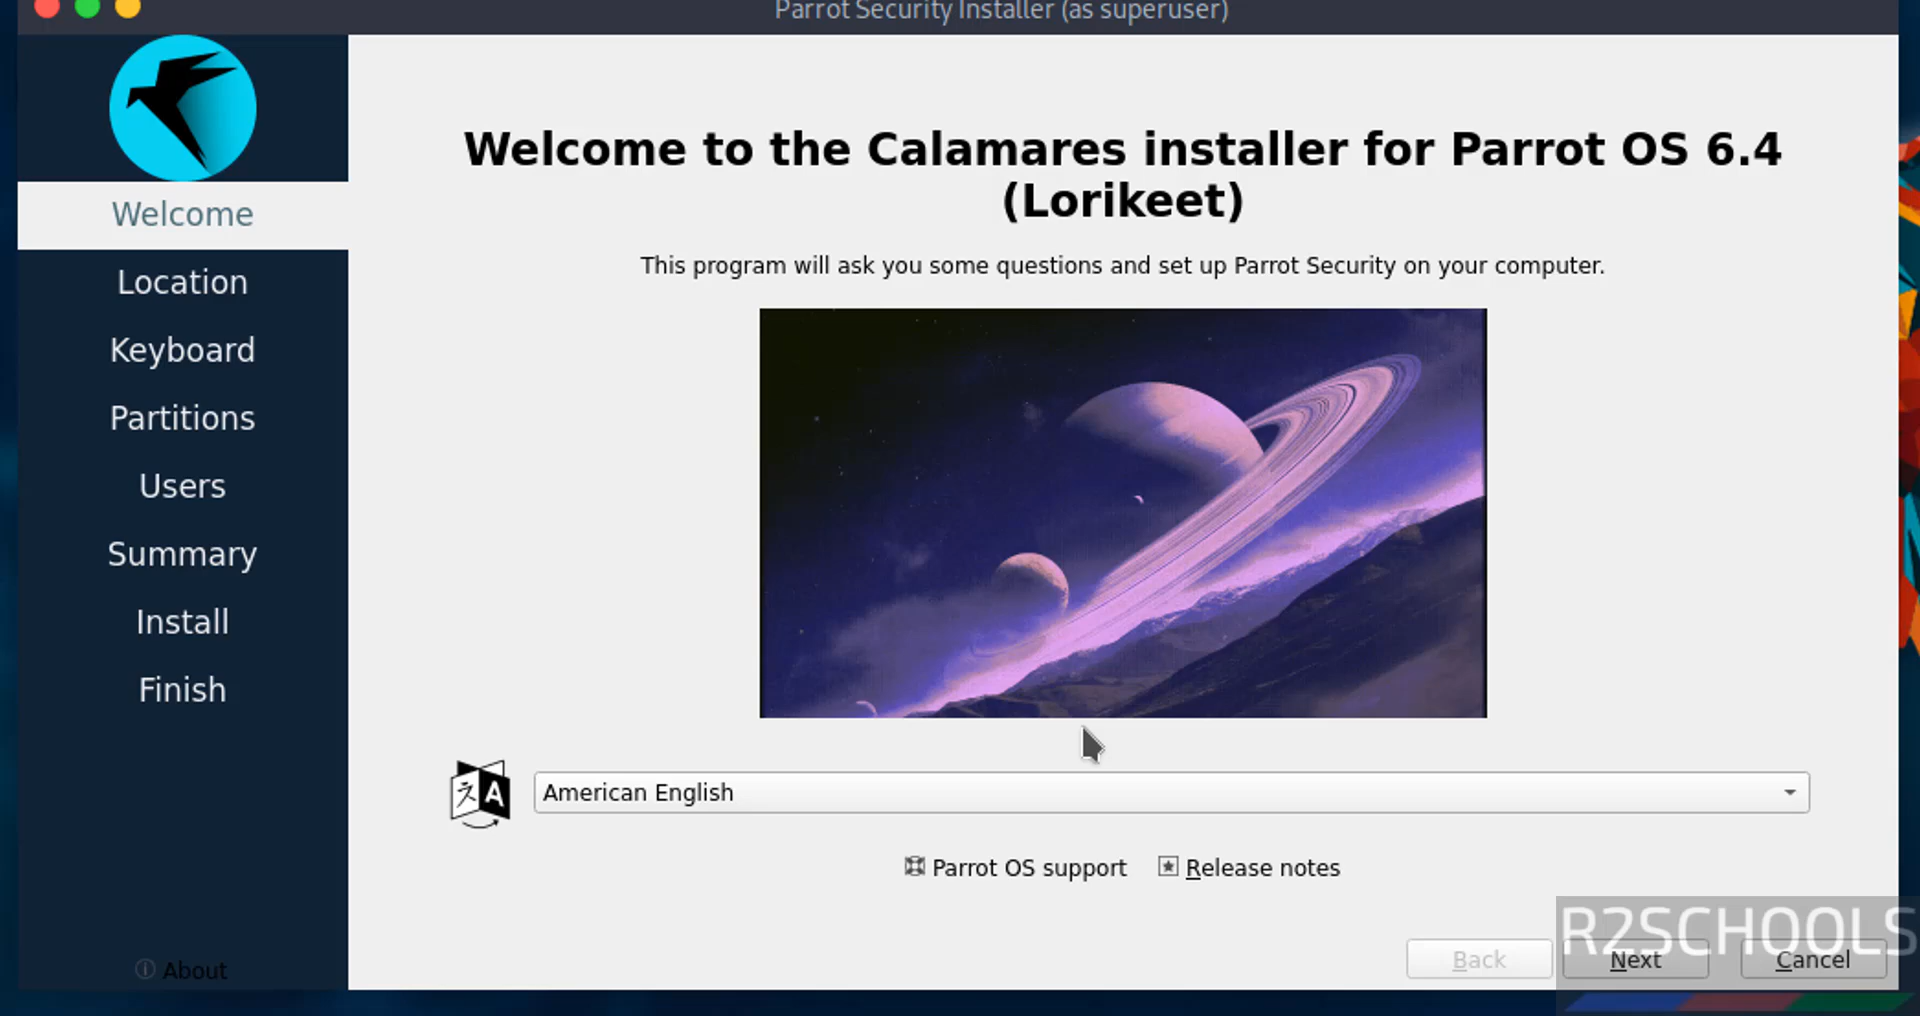 Parrot Security Installer (as superuser)
Welcome
Location
Keyboard
Partitions
Users
Summary
Install
Finish
About
Welcome to the Calamares installer for Parrot OS 6.4
(Lorikeet)
This program will ask you some questions and set up Parrot Security on your computer.
American English
Parrot OS support Release notes
R2SCHOOLS
Back Next Cancel